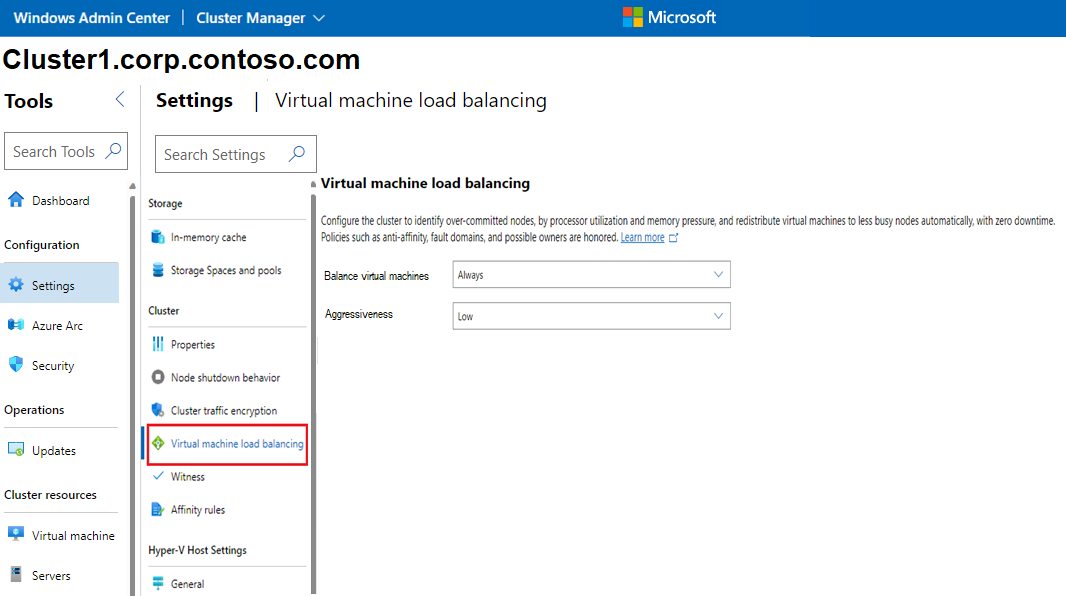 Windows Admin Center | Cluster Manager
Microsoft
Cluster1.corp.contoso.com
Tools
Search Tools
Dashboard
Configuration
Settings
Azure Arc
Security
Operations
Updates
Cluster resources
Virtual machine
Servers
Settings | Virtual machine load balancing
Search Settings
Storage
In-memory cache
Storage Spaces and pools
Cluster
Properties
Node shutdown behavior
Cluster traffic encryption
Virtual machine load balancing
Witness
Affinity rules
Hyper-V Host Settings
General
Virtual machine load balancing
Configure the cluster to identify over-committed nodes, by processor utilization and memory pressure, and redistribute virtual machines to less busy nodes automatically, with zero downtime.
Policies such as anti-affinity, fault domains, and possible owners are honored. Learn more
Balance virtual machines
Always
Aggressiveness
Low